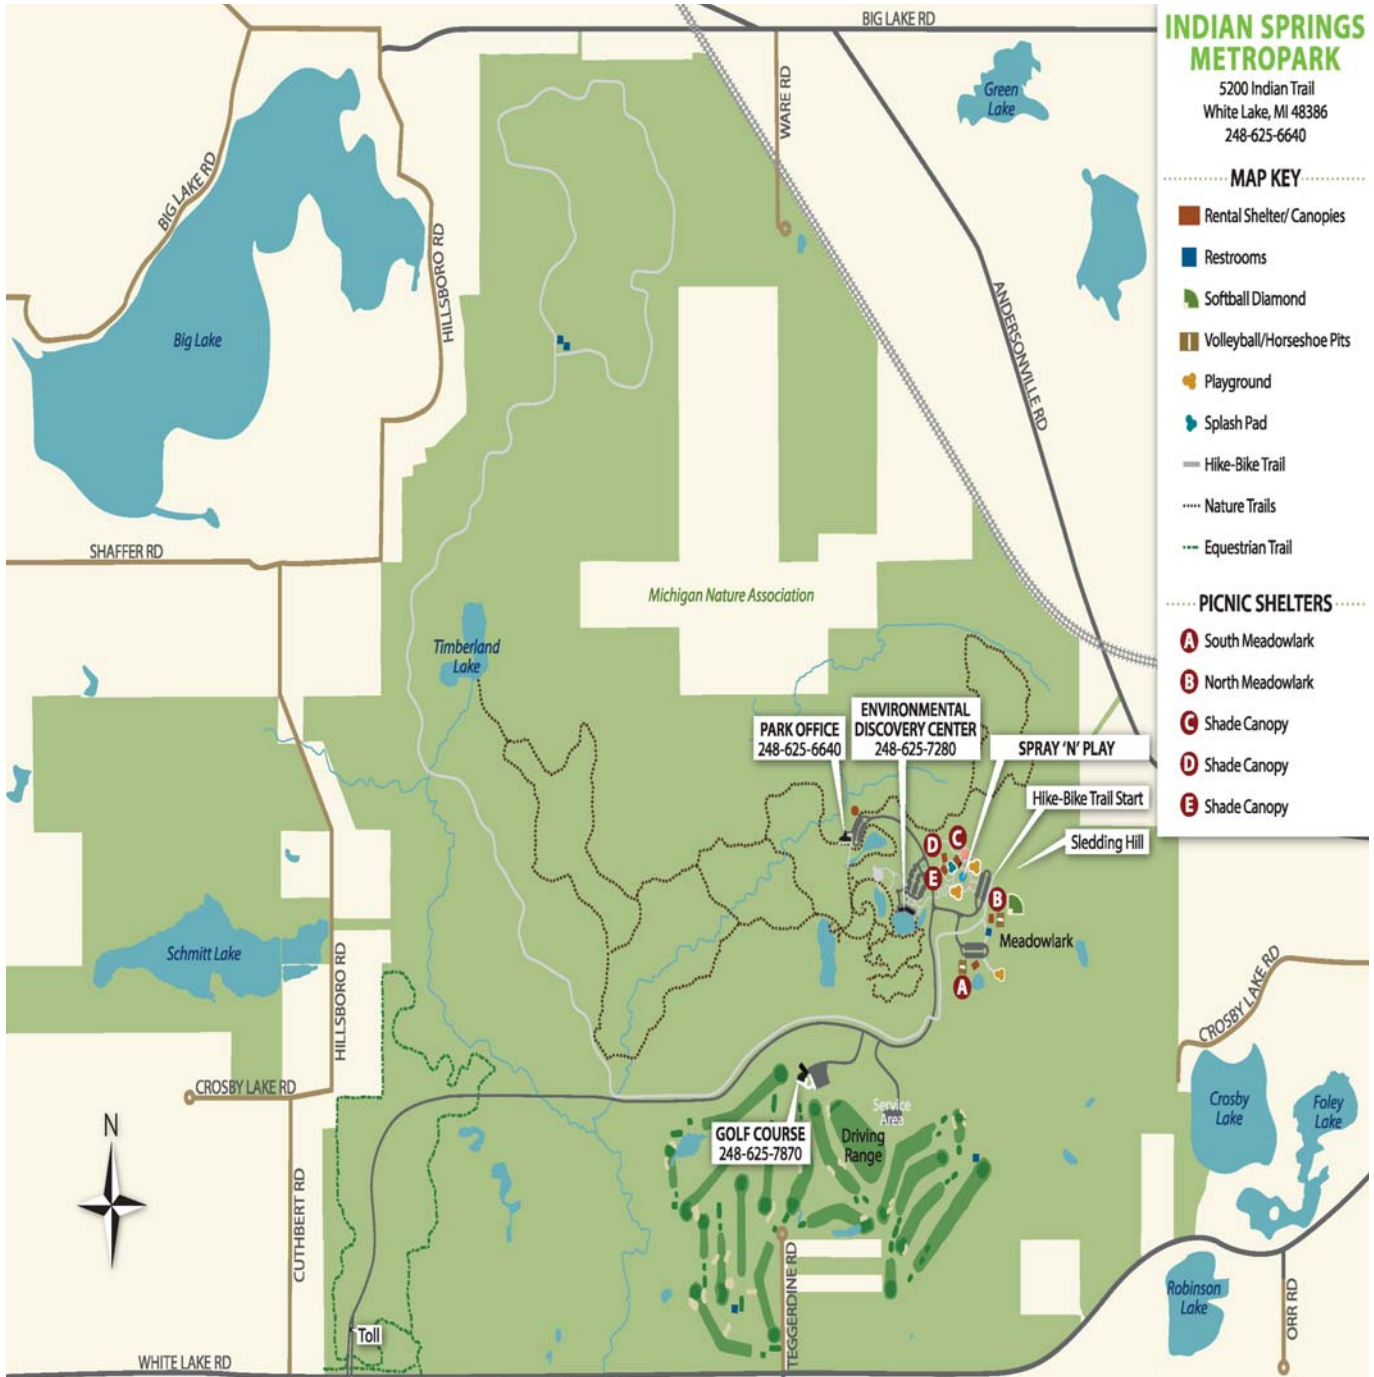 INDIAN SPRINGS
METROPARK
5200 Indian Trail
White Lake, MI 48386
248-625-6640
MAP KEY
Rental Shelter/ Canopies
Restrooms
Softball Diamond
Volleyball/Horseshoe Pits
Playground
Splash Pad
Hike-Bike Trail
Nature Trails
Equestrian Trail
PICNIC SHELTERS
A South Meadowlark
B North Meadowlark
C Shade Canopy
D Shade Canopy
E Shade Canopy
BIG LAKE RD
WARE RD
Green
Lake
BIG LAKE RD
HILLSBORO RD
ANDERSONVILLE RD
Big Lake
SHAFFER RD
Michigan Nature Association
Timberland
Lake
PARK OFFICE
248-625-6640
ENVIRONMENTAL
DISCOVERY CENTER
248-625-7280
SPRAY 'N' PLAY
Hike-Bike Trail Start
Sledding Hill
D
C
E
B
Meadowlark
A
Schmitt Lake
HILLSBORO RD
CROSBY LAKE RD
CROSBY LAKE RD
Crosby
Lake
Foley
Lake
N
GOLF COURSE
248-625-7870
Service
Area
Driving
Range
CUTHBERT RD
TEGGERDINE RD
Robinson
Lake
ORR RD
Toll
WHITE LAKE RD